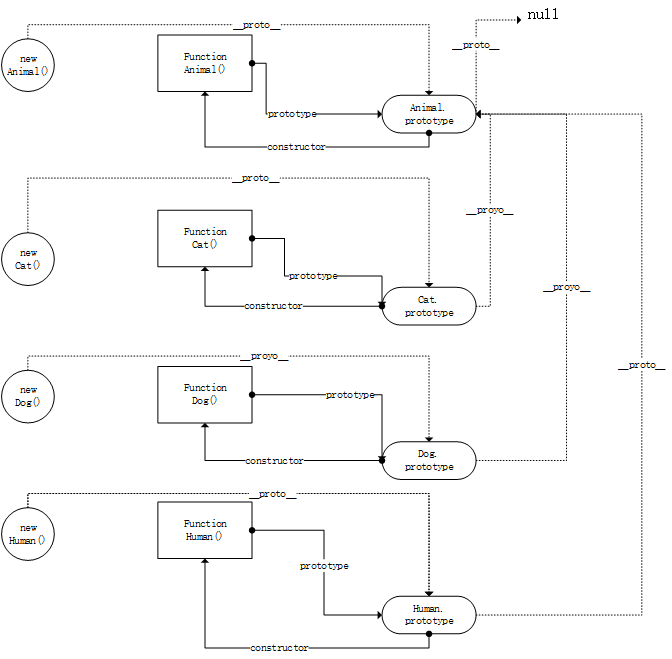 __proto__
null
__proto__
new
Animal()
Function
Animal()
prototype
Animal.
prototype
constructor
__proto__
__proyo__
new
Cat()
Function
Cat()
prototype
constructor
Cat.
prototype
__proyo__
__proyo__
new
Dog()
Function
Dog()
prototype
__proto__
constructor
Dog.
prototype
__proto__
new
Human()
Function
Human()
prototype
Human.
prototype
constructor